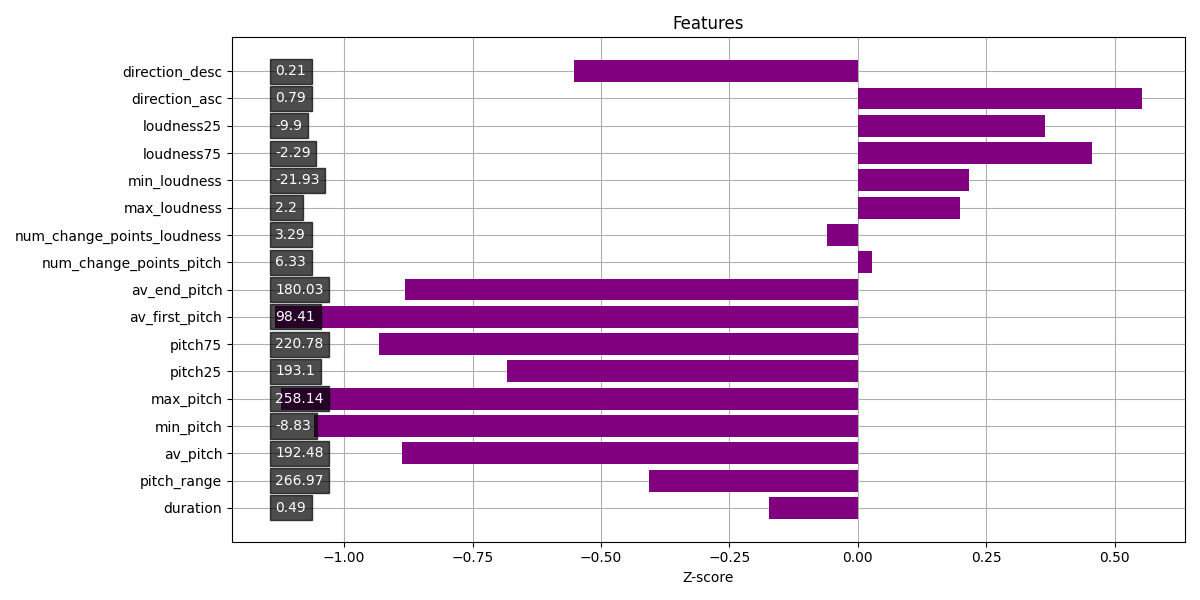 Features
direction_desc 0.21
direction_asc 0.79
loudness25 -9.9
loudness75 -2.29
min_loudness -21.93
max_loudness 2.2
num_change_points_loudness 3.29
num_change_points_pitch 6.33
av_end_pitch 180.03
av_first_pitch 98.41
pitch75 220.78
pitch25 193.1
max_pitch 258.14
min_pitch -8.83
av_pitch 192.48
pitch_range 266.97
duration 0.49
−1.00 −0.75 −0.50 −0.25 0.00 0.25 0.50
Z-score